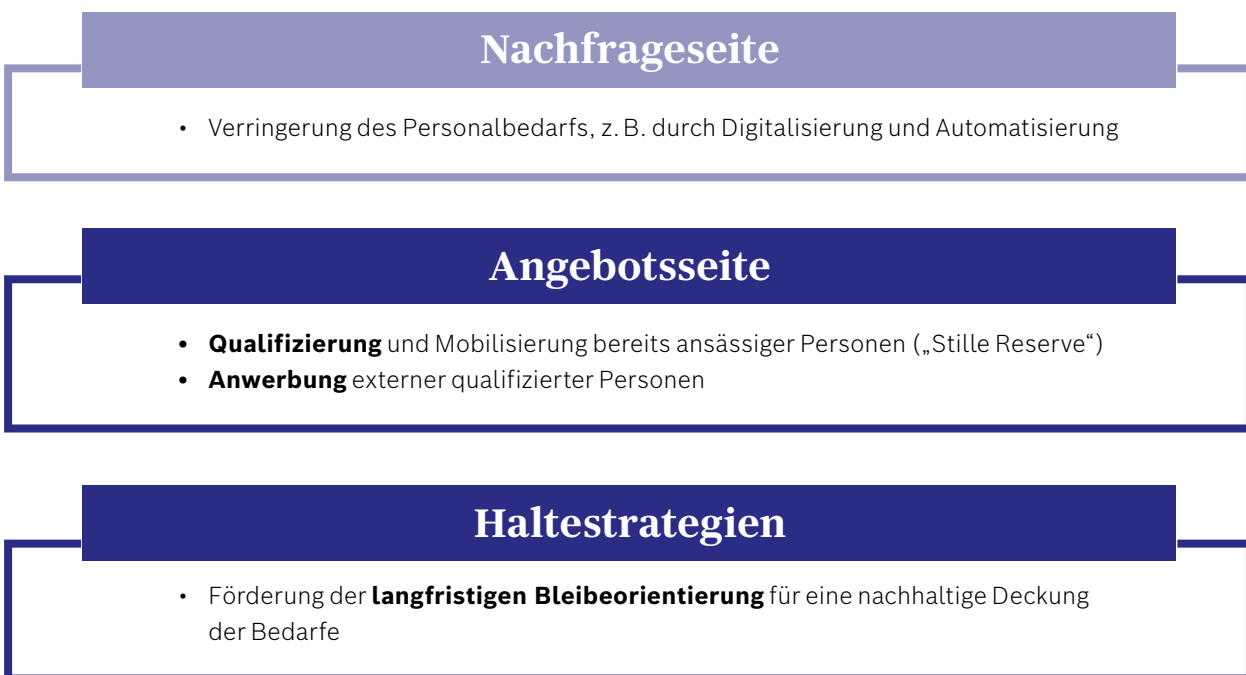 Nachfrageseite
• Verringerung des Personalbedarfs, z. B. durch Digitalisierung und Automatisierung
Angebotsseite
• Qualifizierung und Mobilisierung bereits ansässiger Personen („Stille Reserve“)
• Anwerbung externer qualifizierter Personen
Haltestrategien
• Förderung der langfristigen Bleibeorientierung für eine nachhaltige Deckung
der Bedarfe